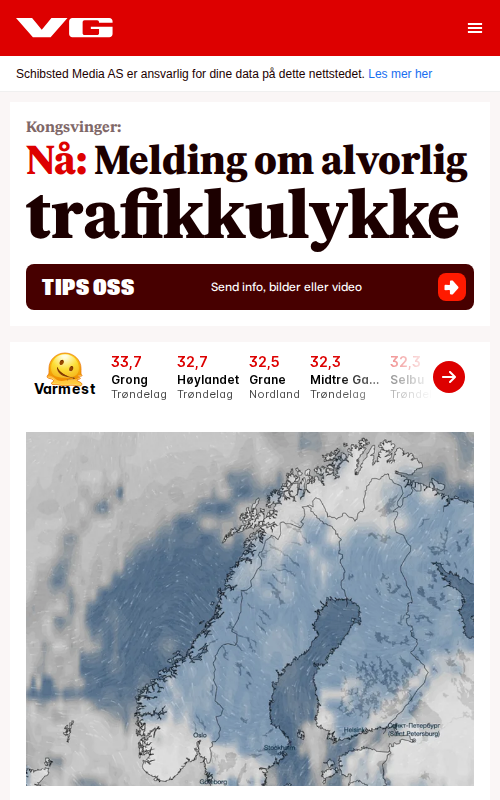 VG
Schibsted Media AS er ansvarlig for dine data på dette nettstedet. Les mer her
Kongsvinger:
Nå: Melding om alvorlig
trafikkulykke
TIPS OSS
Send info, bilder eller video
Varmest
33,7
Grong
Trøndelag
32,7
Høylandet
Trøndelag
32,5
Grane
Nordland
32,3
Midtre Ga...
Trøndelag
32,3
Selbu
Trønde
Oslo
Stockholm
Helsinki
Санкт-Петербург
(Saint Petersburg)
Göteborg